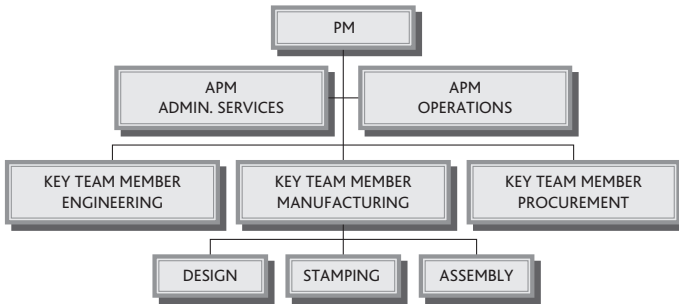 PM
APM
ADMIN. SERVICES
APM
OPERATIONS
KEY TEAM MEMBER
ENGINEERING
KEY TEAM MEMBER
MANUFACTURING
KEY TEAM MEMBER
PROCUREMENT
DESIGN
STAMPING
ASSEMBLY